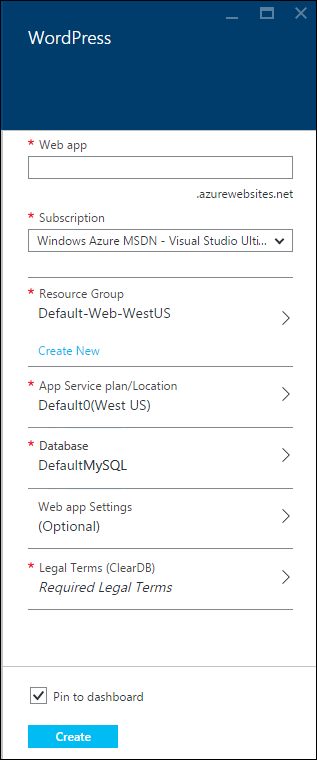 WordPress
* Web app
.azurewebsites.net
* Subscription
Windows Azure MSDN - Visual Studio Ulti...
* Resource Group
Default-Web-WestUS
Create New
* App Service plan/Location
Default0(West US)
* Database
DefaultMySQL
Web app Settings
(Optional)
* Legal Terms (ClearDB)
Required Legal Terms
Pin to dashboard
Create